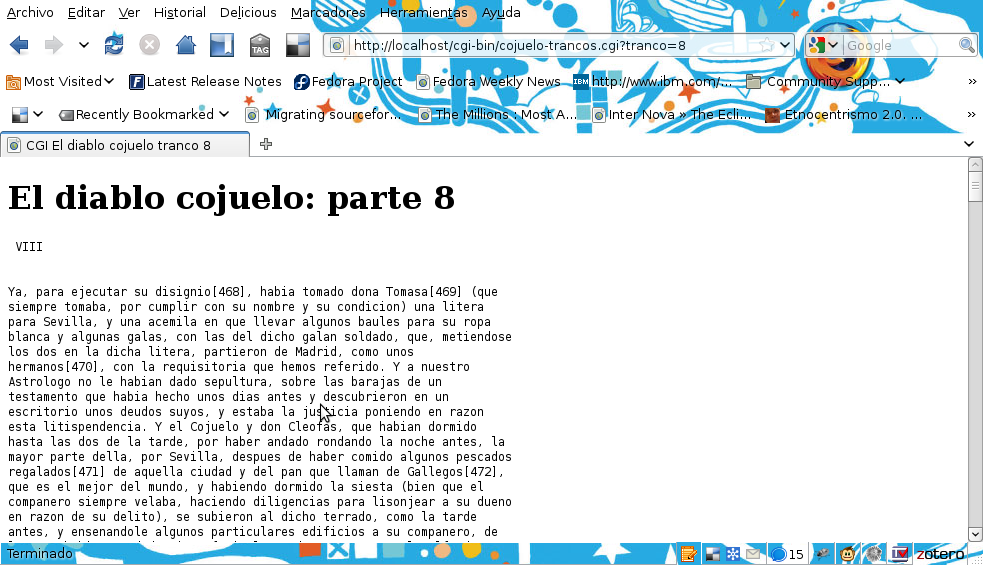 Archivo Editar Ver Historial Delicious Marcadores Herramientas Ayuda
TAG http://localhost/cgi-bin/cojuelo-trancos.cgi?tranco=8 Google
Most Visited Latest Release Notes Fedora Project Fedora Weekly News IBM http://www.ibm.com/... Community Supp... »
Recently Bookmarked Migrating sourcefor... The Millions : Most A... Inter Nova » The Ecli... Etnocentrismo 2.0. ... »
CGI El diablo cojuelo tranco 8
El diablo cojuelo: parte 8
VIII
Ya, para ejecutar su disignio[468], habia tomado dona Tomasa[469] (que
siempre tomaba, por cumplir con su nombre y su condicion) una litera
para Sevilla, y una acemila en que llevar algunos baules para su ropa
blanca y algunas galas, con las del dicho galan soldado, que, metiendose
los dos en la dicha litera, partieron de Madrid, como unos
hermanos[470], con la requisitoria que hemos referido. Y a nuestro
Astrologo no le habian dado sepultura, sobre las barajas de un
testamento que habia hecho unos dias antes y descubrieron en un
escritorio unos deudos suyos, y estaba la justicia poniendo en razon
esta litispendencia. Y el Cojuelo y don Cleofas, que habian dormido
hasta las dos de la tarde, por haber andado rondando la noche antes, la
mayor parte della, por Sevilla, despues de haber comido algunos pescados
regalados[471] de aquella ciudad y del pan que llaman de Gallegos[472],
que es el mejor del mundo, y habiendo dormido la siesta (bien que el
companero siempre velaba, haciendo diligencias para lisonjear a su dueno
en razon de su delito), se subieron al dicho terrado, como la tarde
antes, y ensenandole algunos particulares edificios a su companero, de
Terminado 15 zotero